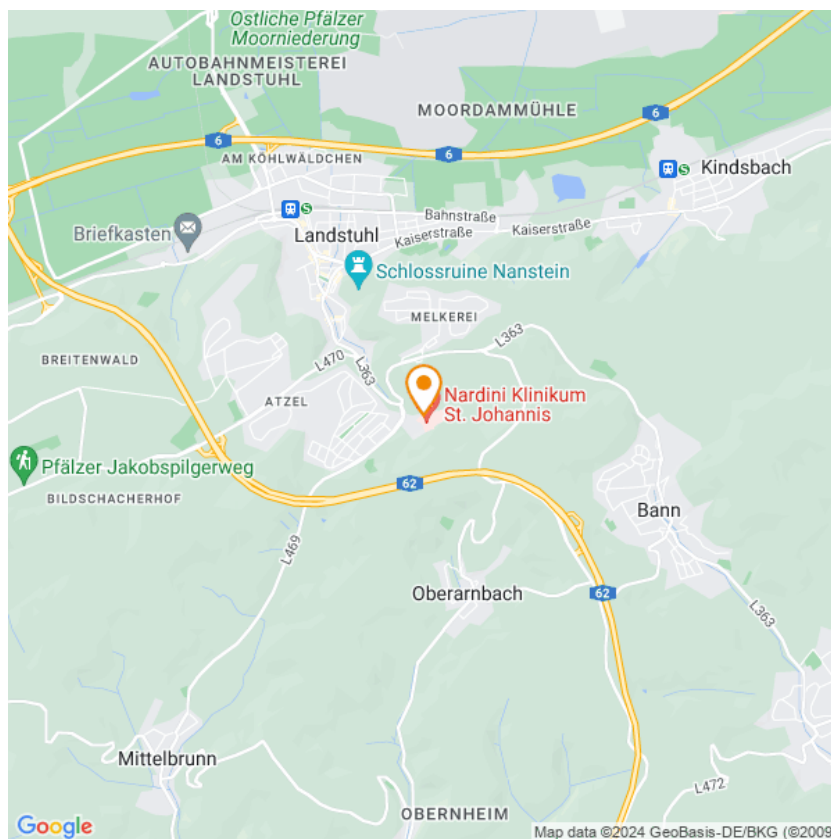 Östliche Pfälzer
Moorniederung
AUTOBAHNMEISTEREI
LANDSTUHL
MOORDAMMÜHLE
6
6
6
AM KÖHLWÄLDCHEN
Kindsbach
S
S
Bahnstraße
Briefkasten
Landstuhl
Kaiserstraße
Kaiserstraße
Schlossruine Nanstein
MELKEREI
L363
BREITENWALD
L470
L363
ATZEL
Nardini Klinikum
St. Johannis
Pfälzer Jakobspilgerweg
62
BILDSCHACHERHOF
Bann
L469
Oberarnbach
62
L363
Mittelbrunn
L472
OBERNHEIM
Google
Map data ©2024 GeoBasis-DE/BKG (©2009